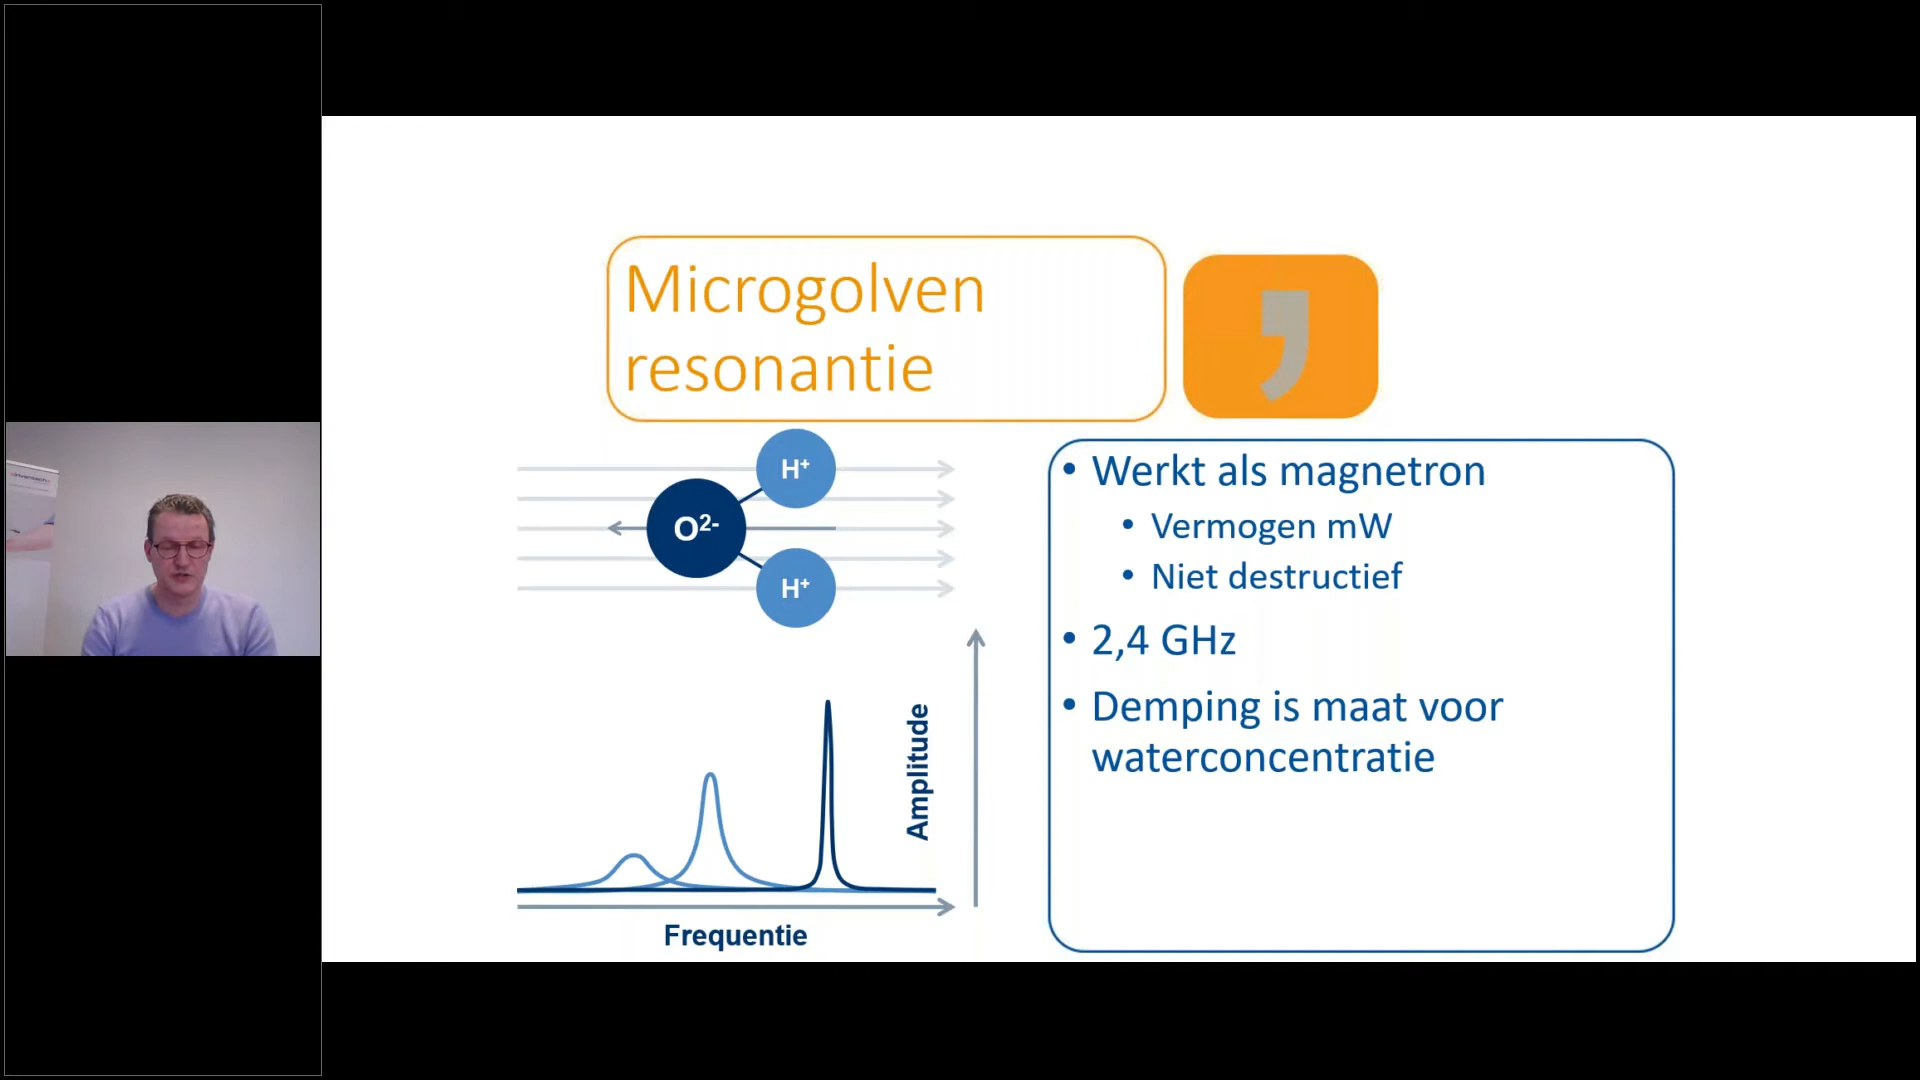 Microgolven
resonantie
H⁺
O²⁻
H⁺
Amplitude
Frequentie
• Werkt als magnetron
• Vermogen mW
• Niet destructief
• 2,4 GHz
• Demping is maat voor
waterconcentratie